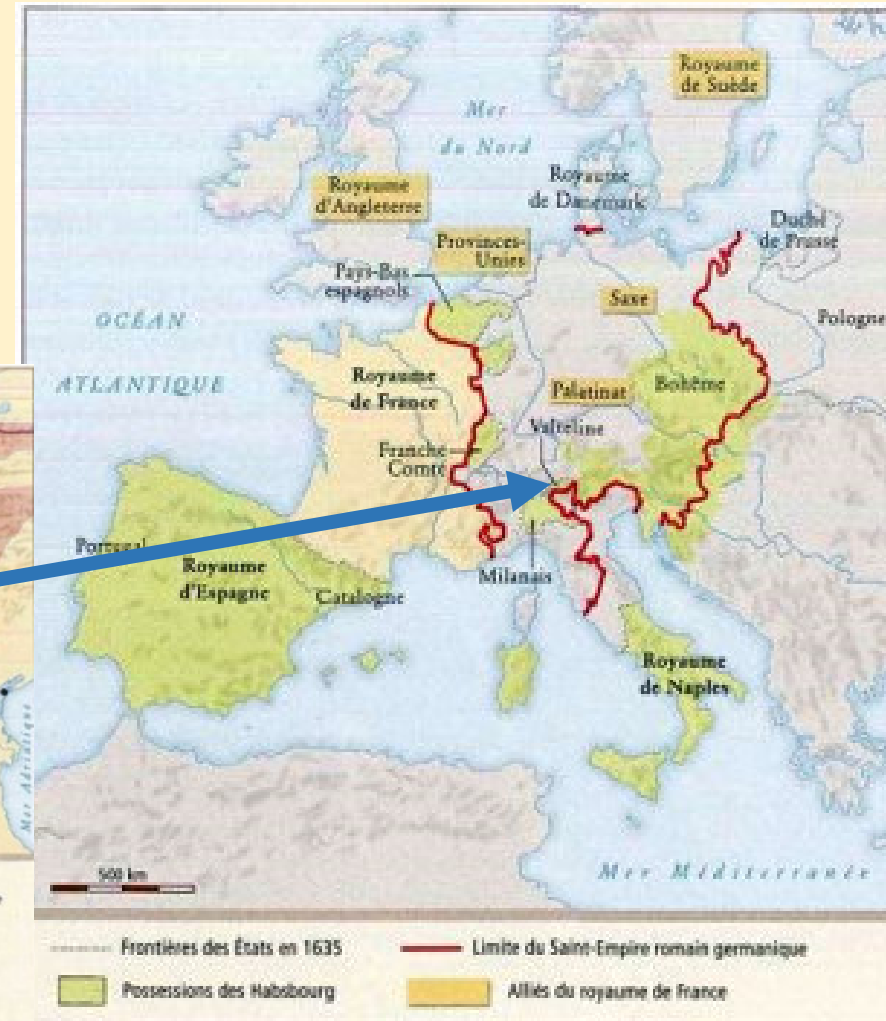 Mer
du Nord
Royaume
de Suède
Royaume
d'Angleterre
Royaume
de Danemark
Provinces-
Unies
Duché
de Prusse
Pays-Bas
espagnols
Saxe
Pologne
OCÉAN
ATLANTIQUE
Royaume
de France
Palatinat
Bohême
Valteline
Franche
Comté
Portugal
Royaume
d'Espagne
Catalogne
Milanais
Royaume
de Naples
Mer Adriatique
500 km
Mer Méditerranée
Frontières des États en 1635
Limite du Saint-Empire romain germanique
Possessions des Habsbourg
Alliés du royaume de France